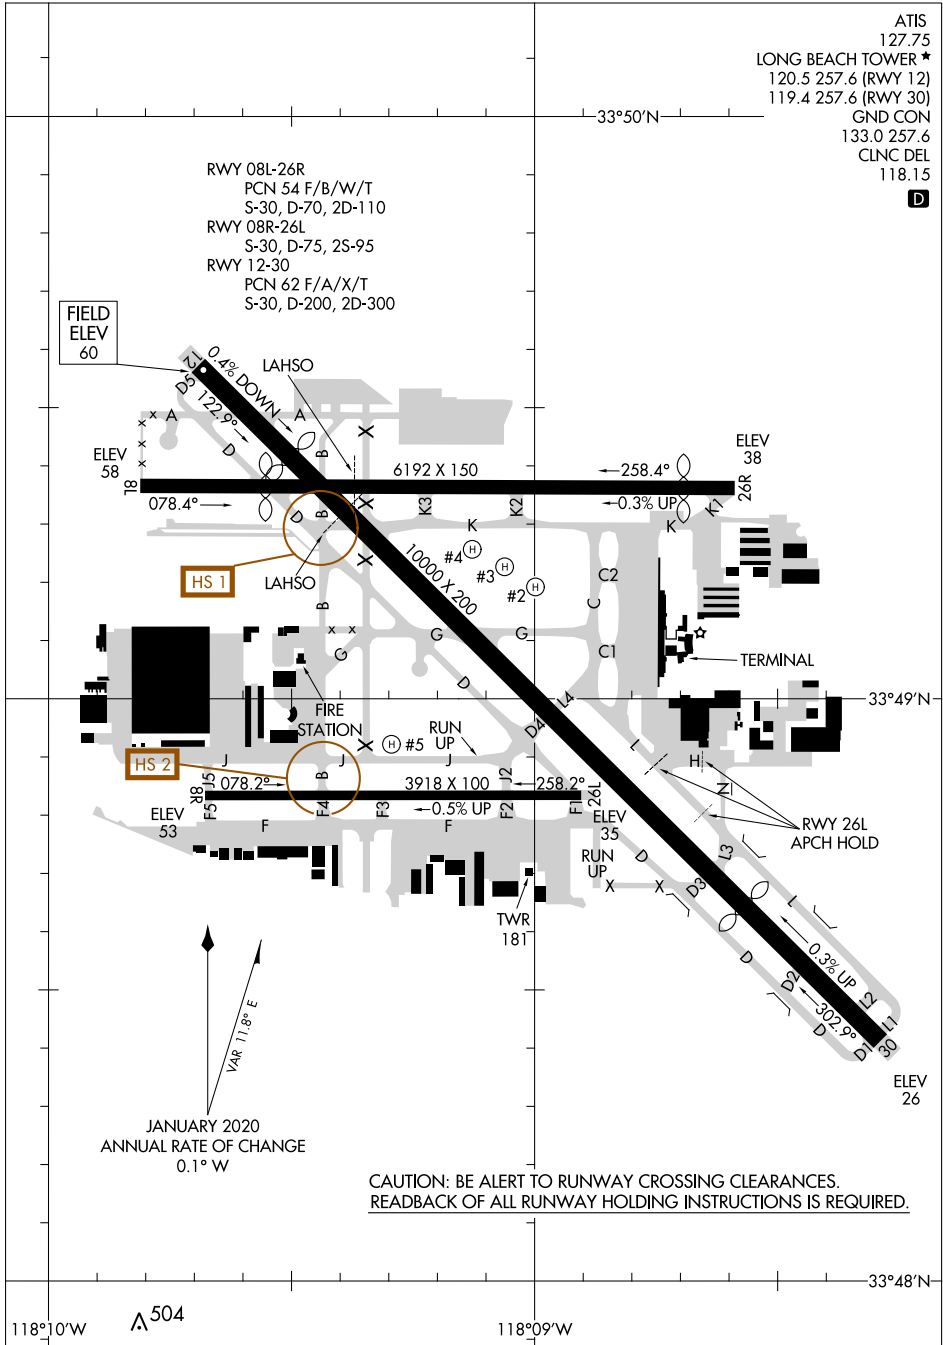 ATIS
127.75
LONG BEACH TOWER ★
120.5 257.6 (RWY 12)
119.4 257.6 (RWY 30)
GND CON
133.0 257.6
CLNC DEL
118.15
D
33°50'N
RWY 08L-26R
PCN 54 F/B/W/T
S-30, D-70, 2D-110
RWY 08R-26L
S-30, D-75, 2S-95
RWY 12-30
PCN 62 F/A/X/T
S-30, D-200, 2D-300
FIELD
ELEV
60
12
D5
0.4% DOWN
122.9°
LAHSO
A
A
X
D
B
ELEV
58
8L
6192 X 150
258.4°
ELEV
38
26R
078.4°
0.3% UP
D
B
X
K3
K2
K
K
K1
HS 1
LAHSO
X
10000 X 200
#4 H
#3 H
#2 H
C2
C
C1
B
x x
G
G
G
TERMINAL
FIRE
STATION
D
33°49'N
L4
D4
L
RUN
UP
X
H #5
HS 2
J
J
J
H
J5
B
J2
8R
078.2°
3918 X 100
258.2°
26L
N
F5
F4
F3
0.5% UP
F2
F1
ELEV
53
F
F
ELEV
35
RWY 26L
APCH HOLD
RUN
UP
D
L3
X
X
D3
L
TWR
181
D
0.3% UP
D2
302.9°
L2
L1
D
D1
30
ELEV
26
VAR 11.8° E
JANUARY 2020
ANNUAL RATE OF CHANGE
0.1° W
CAUTION: BE ALERT TO RUNWAY CROSSING CLEARANCES.
READBACK OF ALL RUNWAY HOLDING INSTRUCTIONS IS REQUIRED.
33°48'N
504
118°10'W
118°09'W